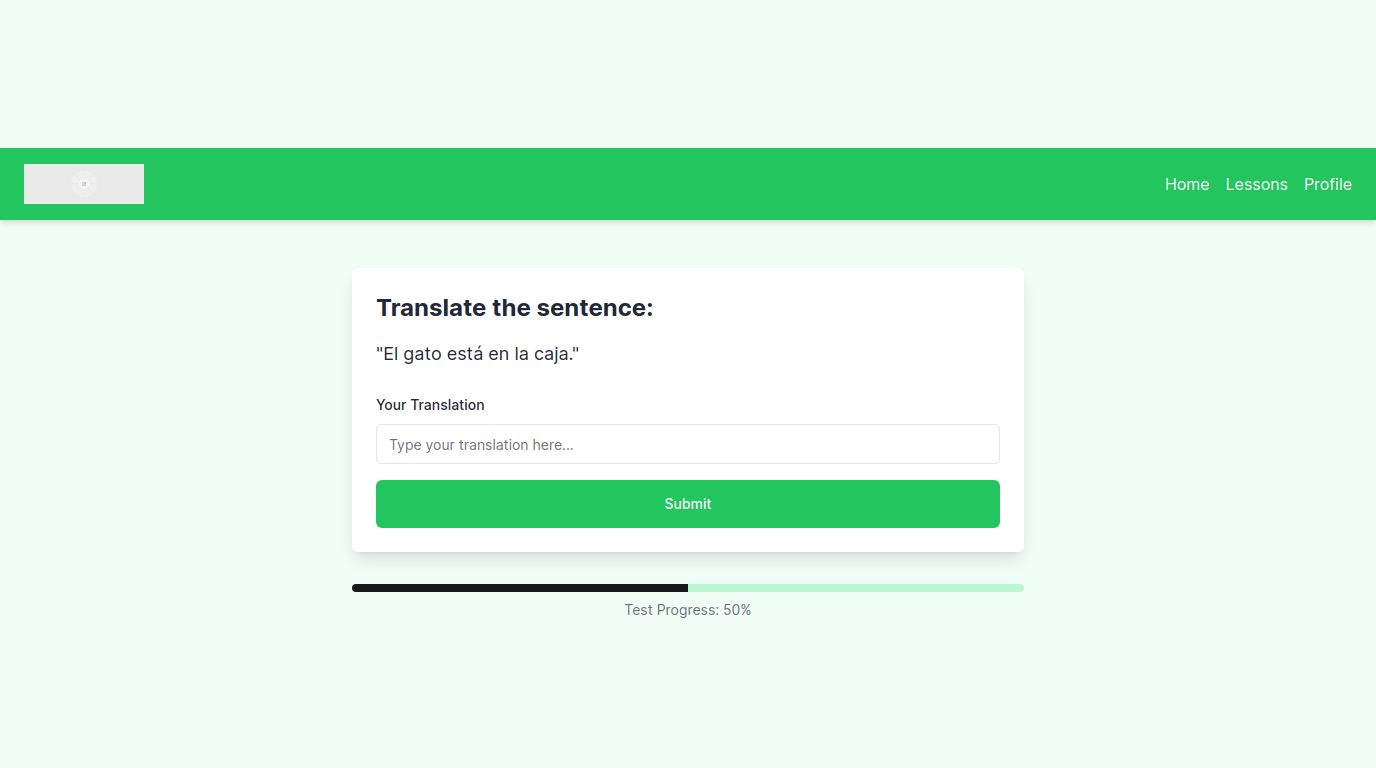 Home Lessons Profile
Translate the sentence:
"El gato está en la caja."
Your Translation
Type your translation here...
Submit
Test Progress: 50%